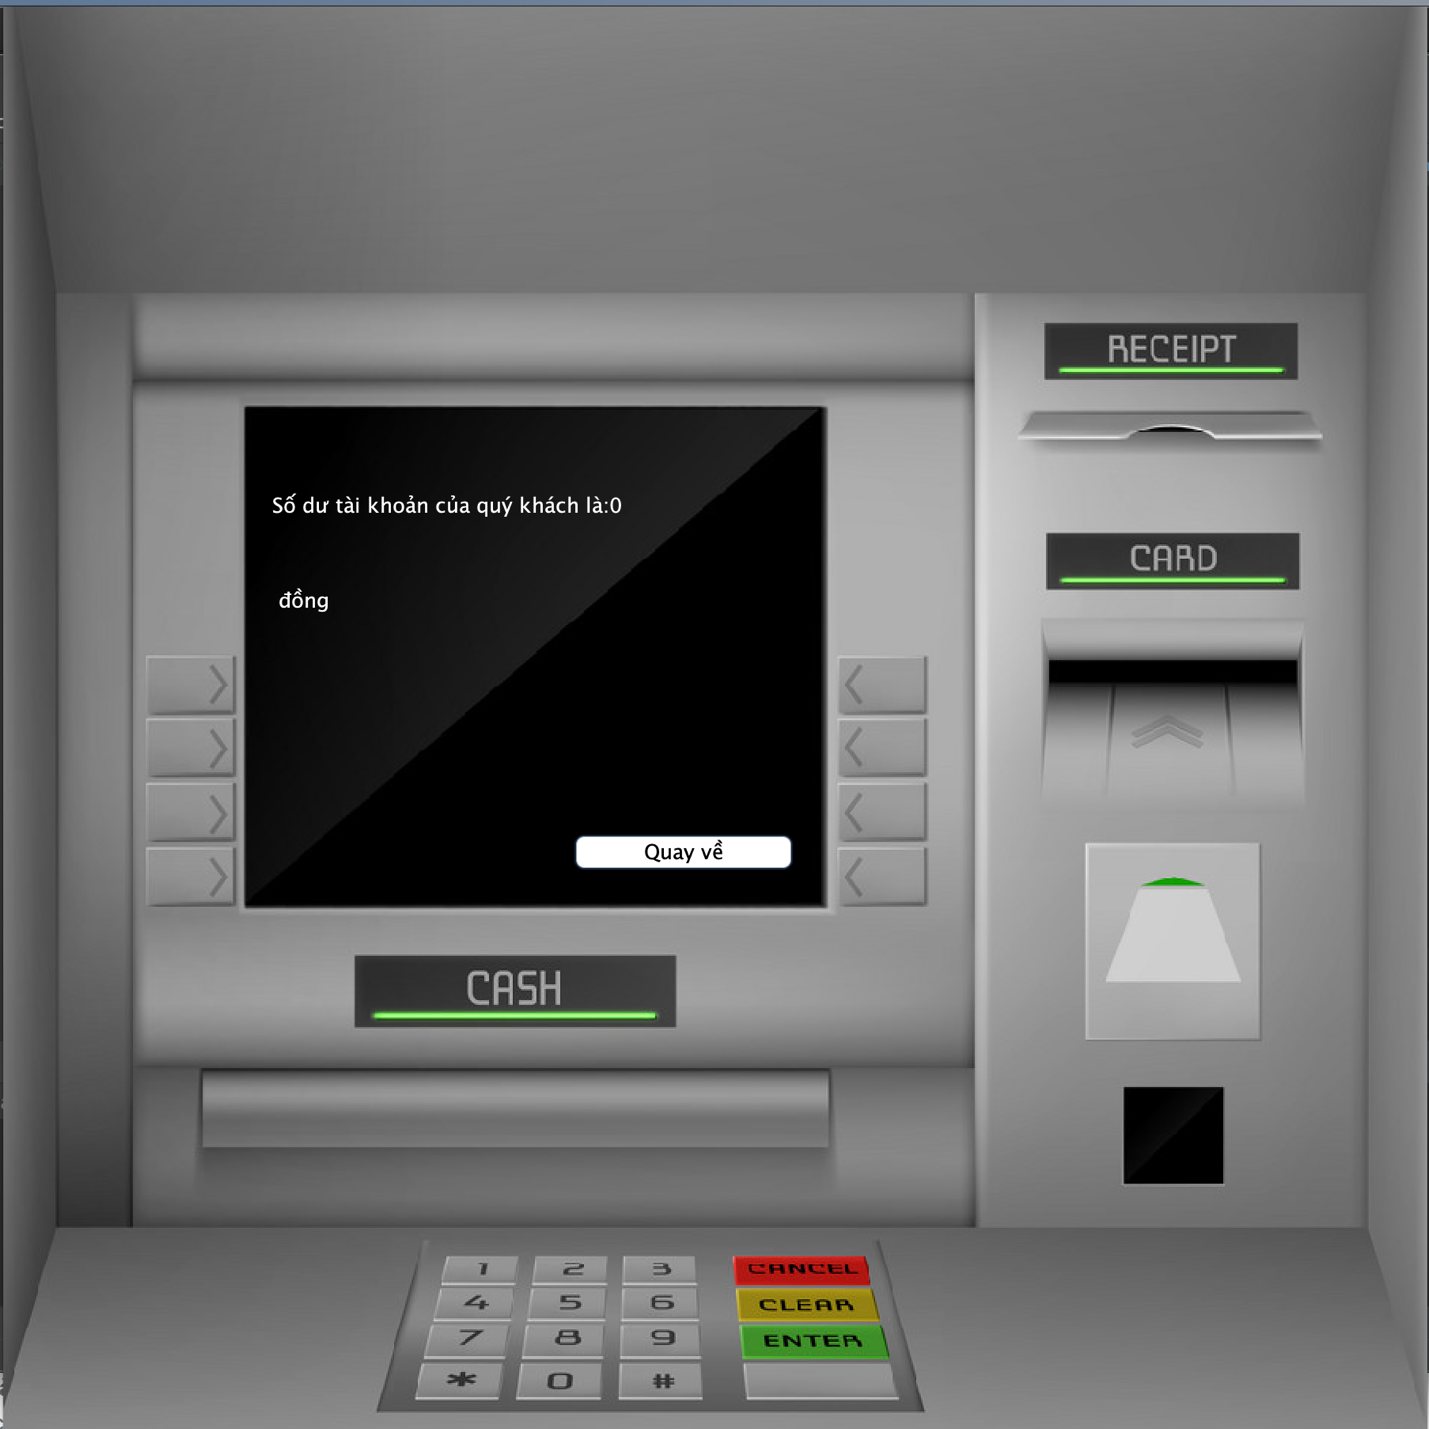 RECEIPT
Số dư tài khoản của quý khách là:0
CARD
đồng
Quay về
CASH
1 2 3 CANCEL
4 5 6 CLEAR
7 8 9 ENTER
* 0 #